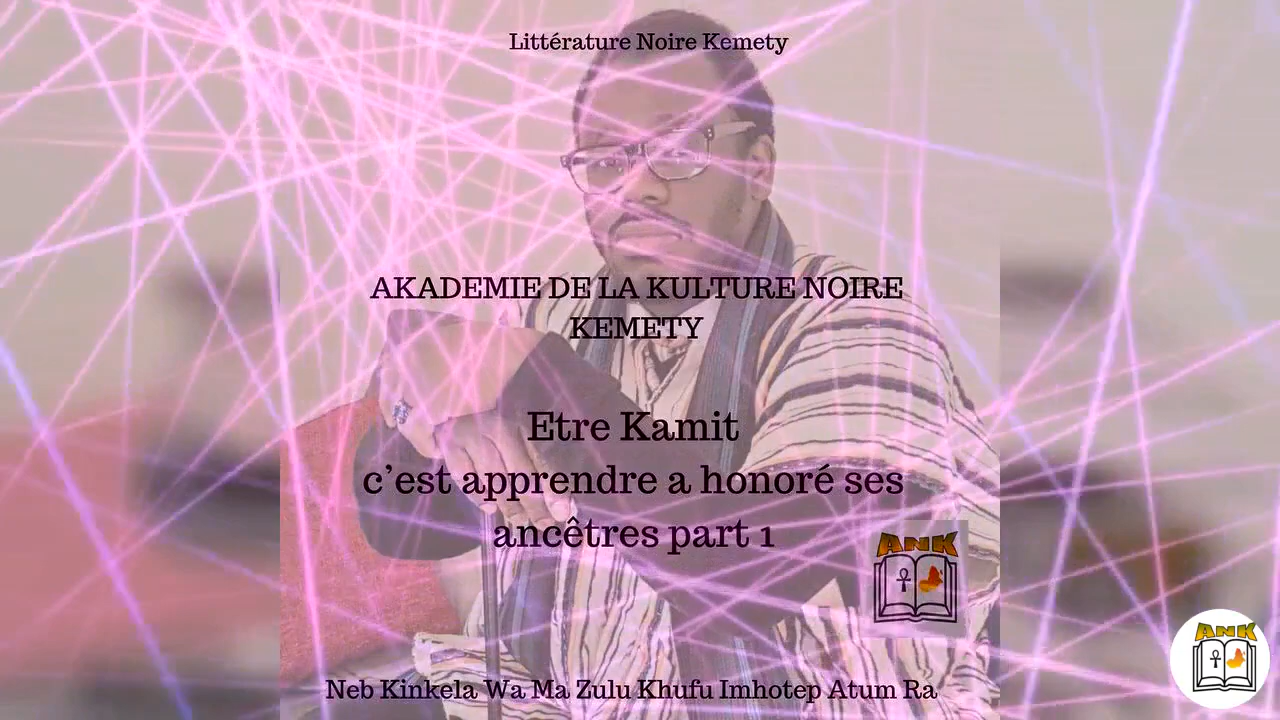 Littérature Noire Kemety
AKADEMIE DE LA KULTURE NOIRE
KEMETY
Etre Kamit
c’est apprendre a honoré ses
ancêtres part 1
ANK
Neb Kinkela Wa Ma Zulu Khufu Imhotep Atum Ra
ANK